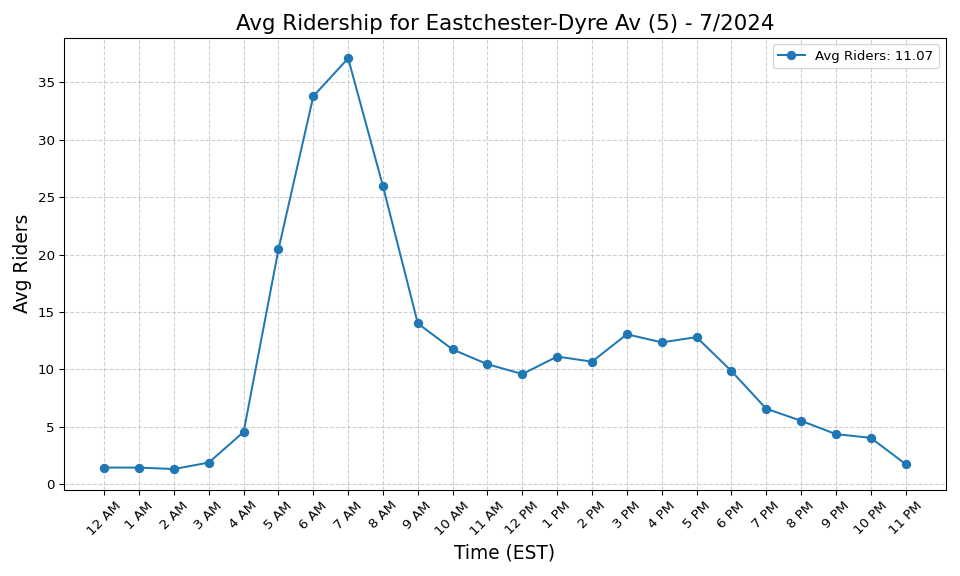 Avg Ridership for Eastchester-Dyre Av (5) - 7/2024
Avg Riders: 11.07
Avg Riders
35
30
25
20
15
10
5
0
12 AM
1 AM
2 AM
3 AM
4 AM
5 AM
6 AM
7 AM
8 AM
9 AM
10 AM
11 AM
12 PM
1 PM
2 PM
3 PM
4 PM
5 PM
6 PM
7 PM
8 PM
9 PM
10 PM
11 PM
Time (EST)